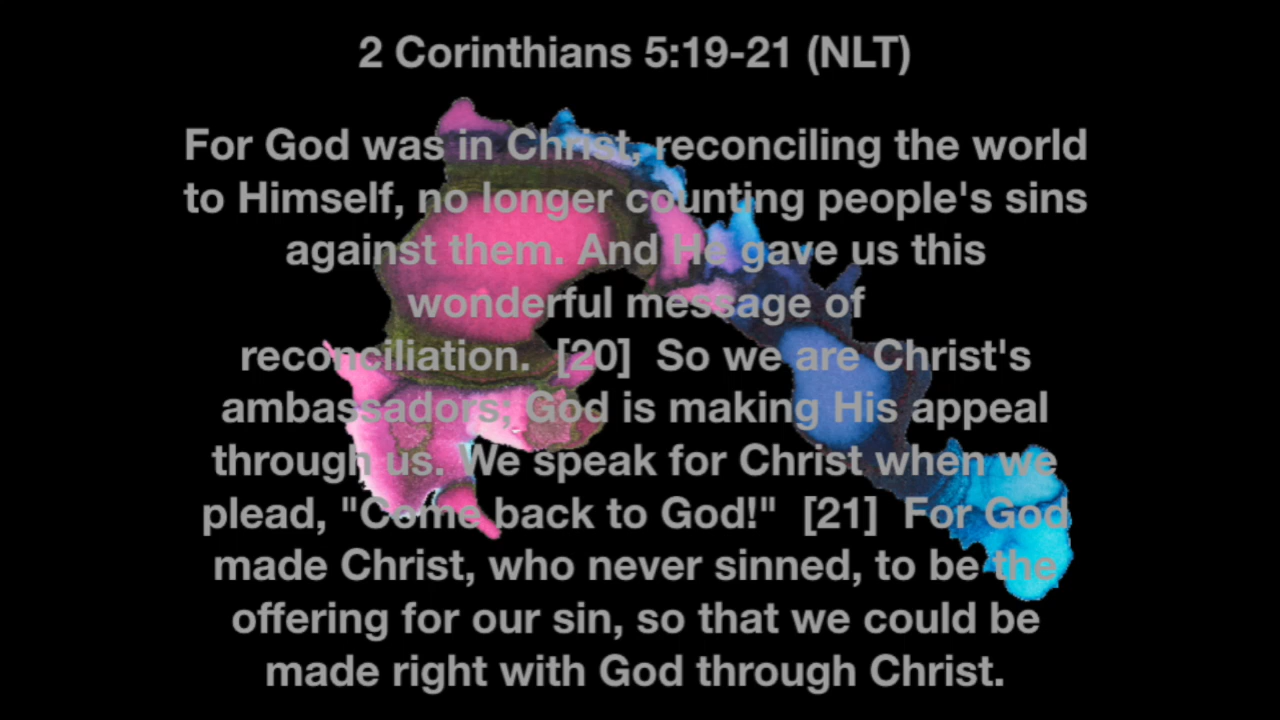 2 Corinthians 5:19-21 (NLT)
For God was in Christ, reconciling the world
to Himself, no longer counting people's sins
against them. And He gave us this
wonderful message of
reconciliation.  [20]  So we are Christ's
ambassadors; God is making His appeal
through us. We speak for Christ when we
plead, "Come back to God!"  [21]  For God
made Christ, who never sinned, to be the
offering for our sin, so that we could be
made right with God through Christ.